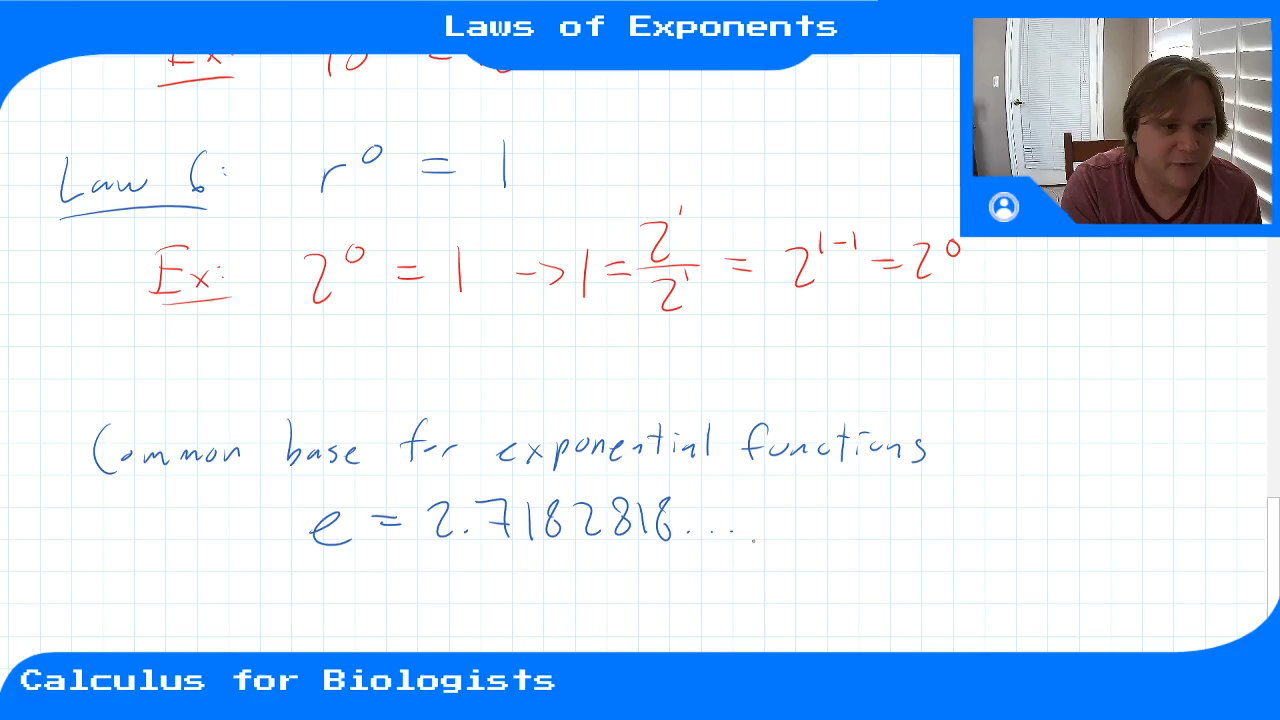 Laws of Exponents
Law 6: r⁰ = 1
Ex: 2⁰ = 1 -> 1 = 2¹/2¹ = 2¹⁻¹ = 2⁰
Common base for exponential functions
e = 2.7182818....
Calculus for Biologists